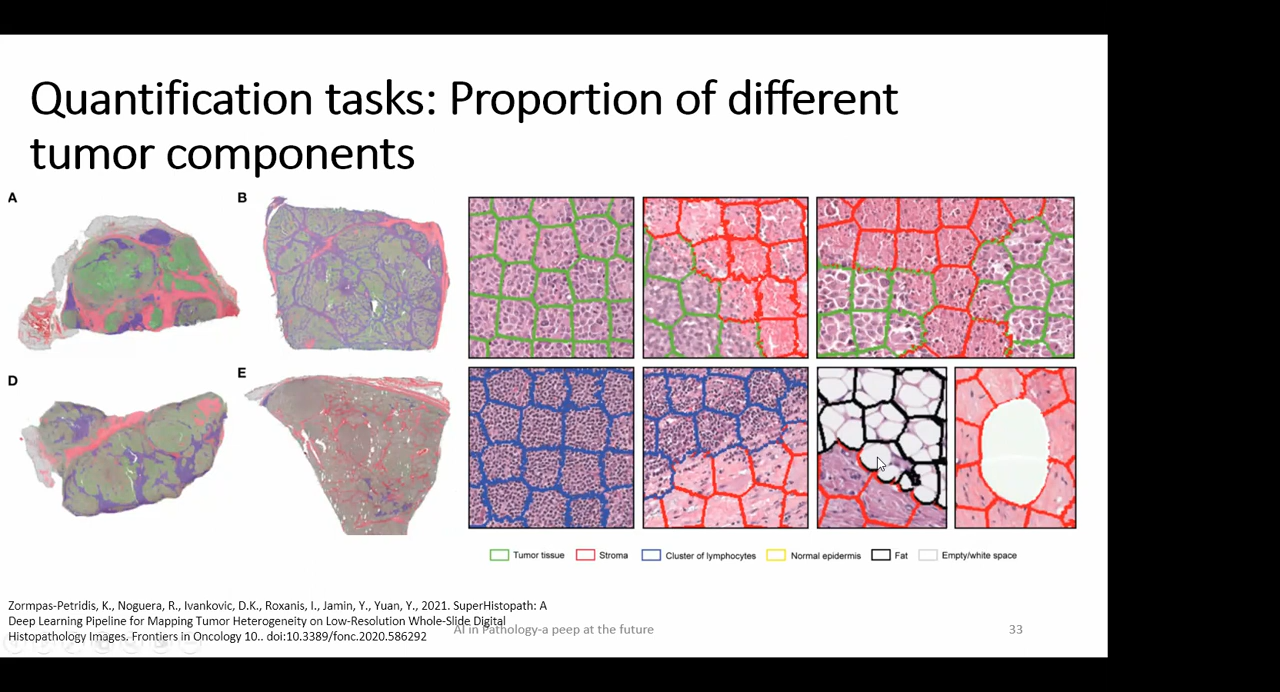 Quantification tasks: Proportion of different
tumor components
A
B
D
E
Tumor tissue
Stroma
Cluster of lymphocytes
Normal epidermis
Fat
Empty/white space
Zormpas-Petridis, K., Noguera, R., Ivankovic, D.K., Roxanis, I., Jamin, Y., Yuan, Y., 2021. SuperHistopath: A
Deep Learning Pipeline for Mapping Tumor Heterogeneity on Low-Resolution Whole-Slide Digital
Histopathology Images. Frontiers in Oncology 10.. doi:10.3389/fonc.2020.586292
AI in Pathology-a peep at the future
33